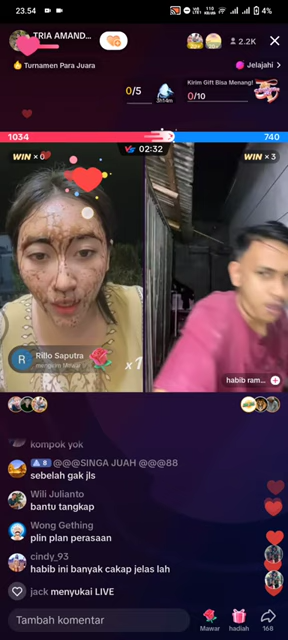 23.54
4%
TRIA AMAND...
2.2K
Turnamen Para Juara
Jelajahi >
0/5
3h14m
Kirim Gift Bisa Menang!
0/10
1034
740
WIN × 0
VS 02:32
WIN × 3
R
Rillo Saputra
x1
habib ram...
kompok yok
8 @@@SINGA JUAH @@@88
sebelah gak jls
Wili Julianto
bantu tangkap
Wong Gething
plin plan perasaan
cindy_93
habib ini banyak cakap jelas lah
jack menyukai LIVE
Tambah komentar
Mawar
hadiah
168